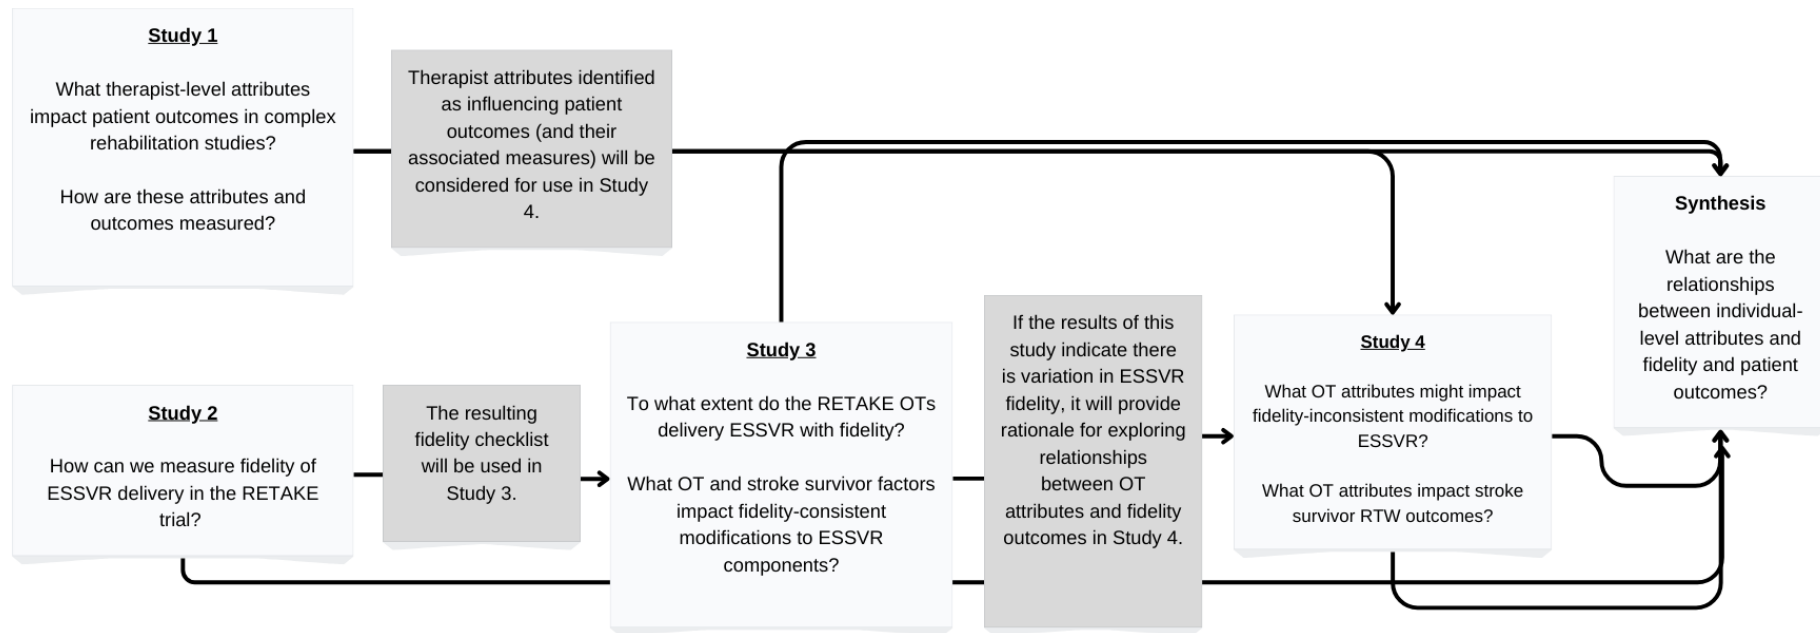 Study 1
What therapist-level attributes
impact patient outcomes in complex
rehabilitation studies?
How are these attributes and
outcomes measured?
Therapist attributes identified
as influencing patient
outcomes (and their
associated measures) will be
considered for use in Study
4.
Study 2
How can we measure fidelity of
ESSVR delivery in the RETAKE
trial?
The resulting
fidelity checklist
will be used in
Study 3.
Study 3
To what extent do the RETAKE OTs
delivery ESSVR with fidelity?
What OT and stroke survivor factors
impact fidelity-consistent
modifications to ESSVR
components?
If the results of this
study indicate there
is variation in ESSVR
fidelity, it will provide
rationale for exploring
relationships
between OT
attributes and fidelity
outcomes in Study 4.
Study 4
What OT attributes might impact
fidelity-inconsistent modifications to
ESSVR?
What OT attributes impact stroke
survivor RTW outcomes?
Synthesis
What are the
relationships
between individual-
level attributes and
fidelity and patient
outcomes?